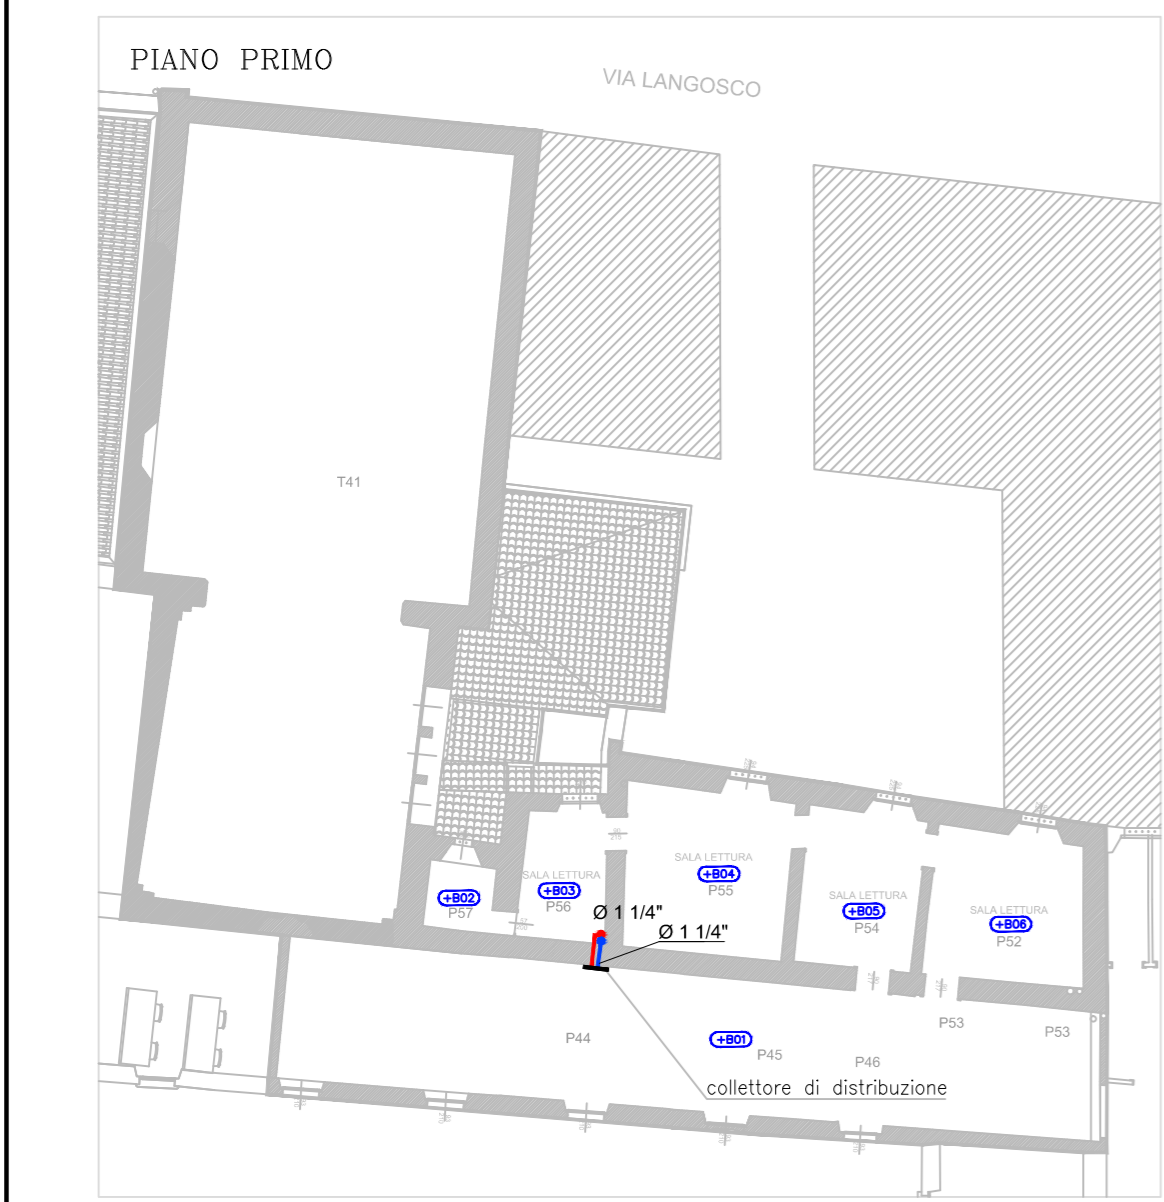 PIANO PRIMO
VIA LANGOSCO
T41
SALA LETTURA
+B04
P55
SALA LETTURA
+B03
P56
+B02
P57
SALA LETTURA
+B05
P54
SALA LETTURA
+B06
P52
Ø 1 1/4"
Ø 1 1/4"
P44
+B01
P45
P46
P53
P53
collettore di distribuzione